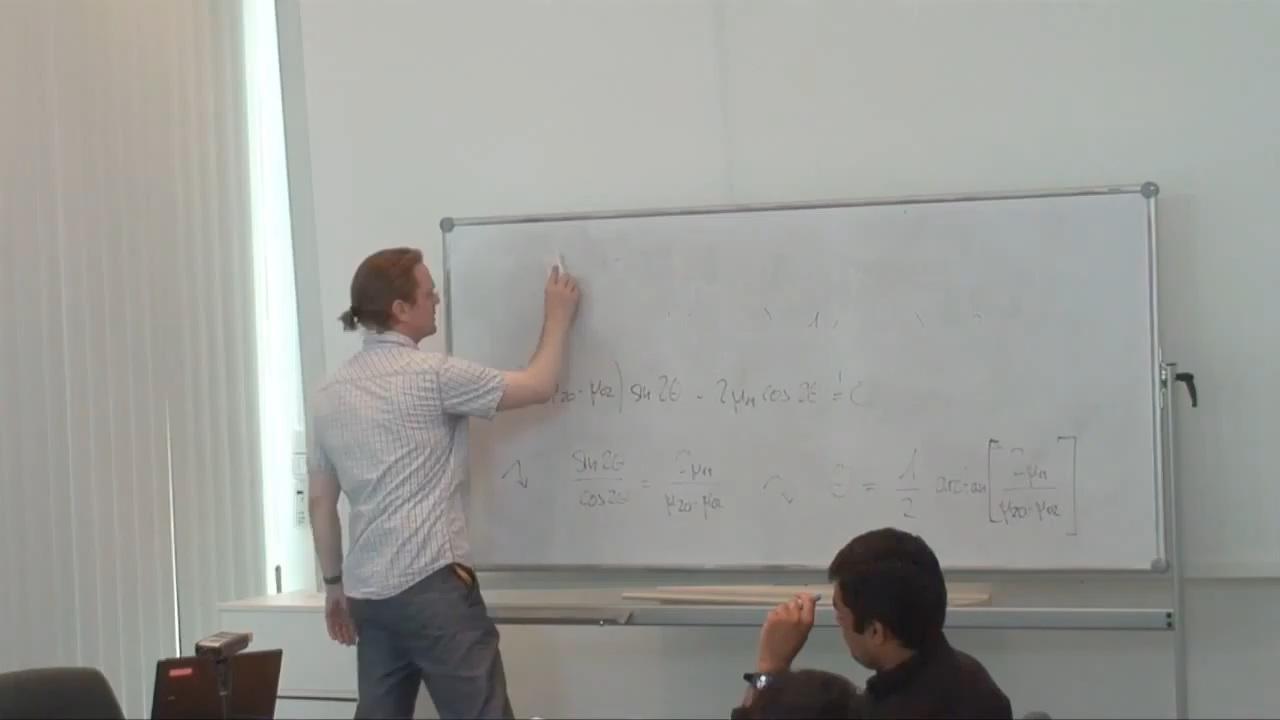 μ₂₀ - μ₀₂) sin 2θ - 2μ₁₁ cos 2θ =!
sin 2θ / cos 2θ = 2μ₁₁ / μ₂₀ - μ₀₂ θ = 1/2 arctan [2μ₁₁ / μ₂₀ - μ₀₂]